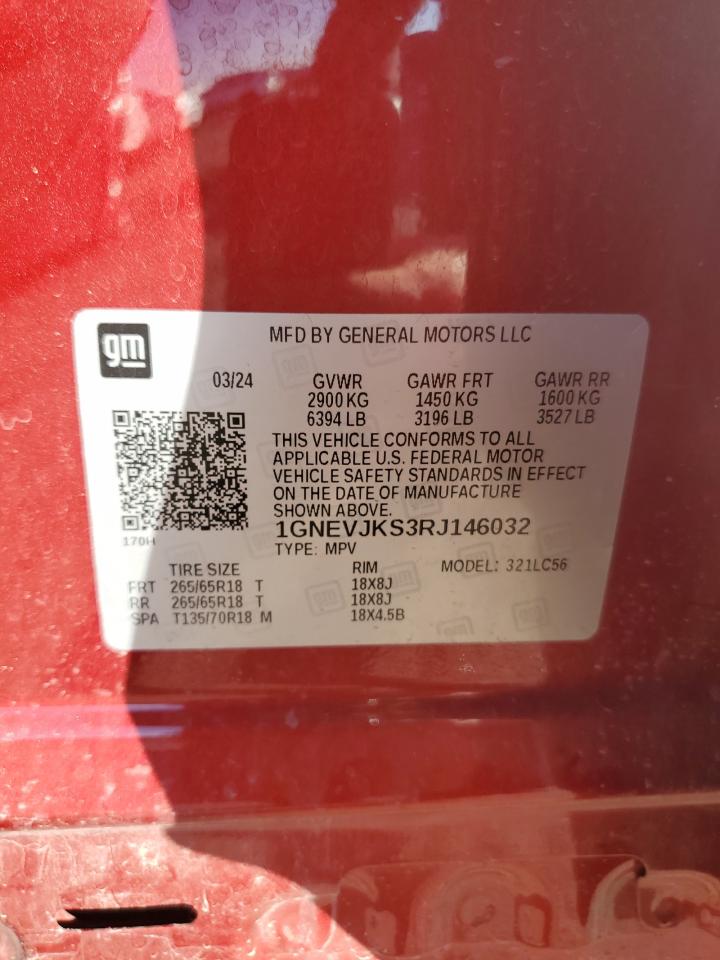 gm
MFD BY GENERAL MOTORS LLC
03/24 GVWR GAWR FRT GAWR RR
2900 KG 1450 KG 1600 KG
6394 LB 3196 LB 3527 LB
THIS VEHICLE CONFORMS TO ALL
APPLICABLE U.S. FEDERAL MOTOR
VEHICLE SAFETY STANDARDS IN EFFECT
ON THE DATE OF MANUFACTURE
SHOWN ABOVE.
1GNEVJKS3RJ146032
170H
TYPE: MPV
TIRE SIZE RIM MODEL: 321LC56
FRT 265/65R18 T 18X8J
RR 265/65R18 T 18X8J
SPA T135/70R18 M 18X4.5B